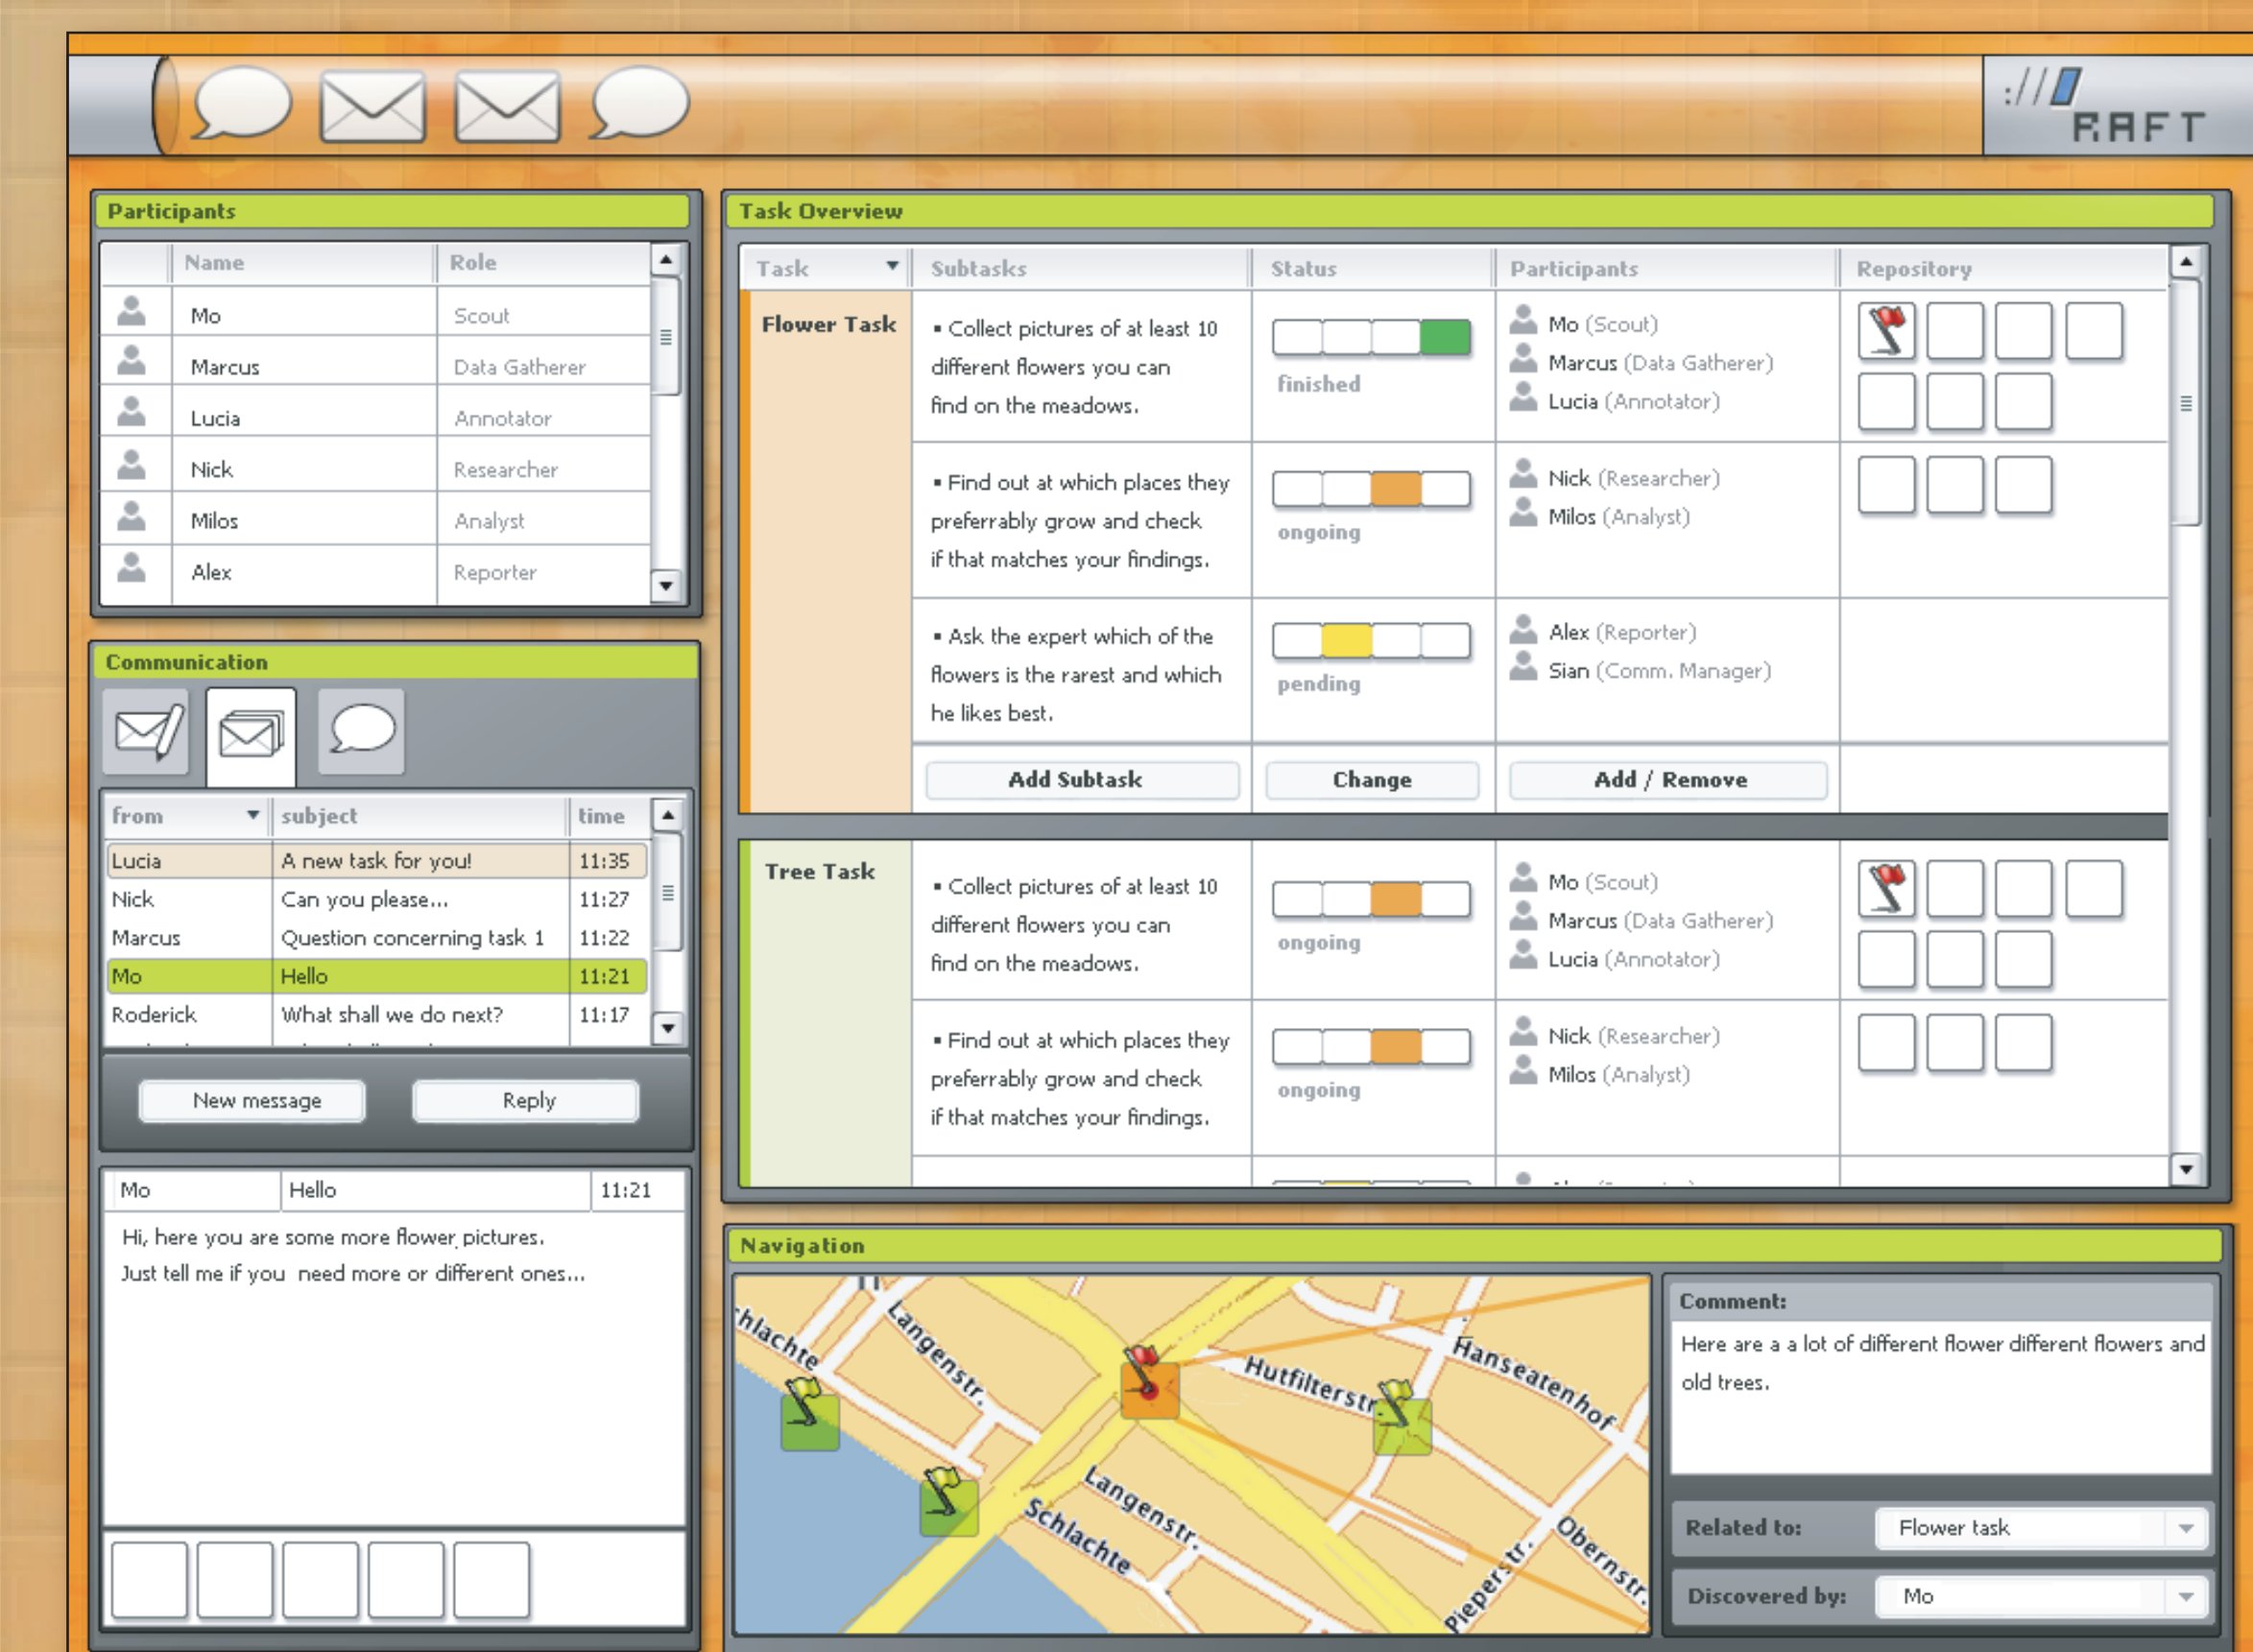 :// RAFT
Participants
Name Role
Mo Scout
Marcus Data Gatherer
Lucia Annotator
Nick Researcher
Milos Analyst
Alex Reporter
Communication
from subject time
Lucia A new task for you! 11:35
Nick Can you please... 11:27
Marcus Question concerning task 1 11:22
Mo Hello 11:21
Roderick What shall we do next? 11:17
New message Reply
Mo Hello 11:21
Hi, here you are some more flower pictures.
Just tell me if you need more or different ones...
Task Overview
Task Subtasks Status Participants Repository
Flower Task
▪ Collect pictures of at least 10
different flowers you can
find on the meadows.
finished
Mo (Scout)
Marcus (Data Gatherer)
Lucia (Annotator)
▪ Find out at which places they
preferrably grow and check
if that matches your findings.
ongoing
Nick (Researcher)
Milos (Analyst)
▪ Ask the expert which of the
flowers is the rarest and which
he likes best.
pending
Alex (Reporter)
Sian (Comm. Manager)
Add Subtask Change Add / Remove
Tree Task
▪ Collect pictures of at least 10
different flowers you can
find on the meadows.
ongoing
Mo (Scout)
Marcus (Data Gatherer)
Lucia (Annotator)
▪ Find out at which places they
preferrably grow and check
if that matches your findings.
ongoing
Nick (Researcher)
Milos (Analyst)
Navigation
hlachte
Langenstr.
Hutfilterstr
Hanseatenhof
Langenstr.
Schlachte
Pieperstr.
Obernstr.
Comment:
Here are a a lot of different flower different flowers and
old trees.
Related to: Flower task
Discovered by: Mo